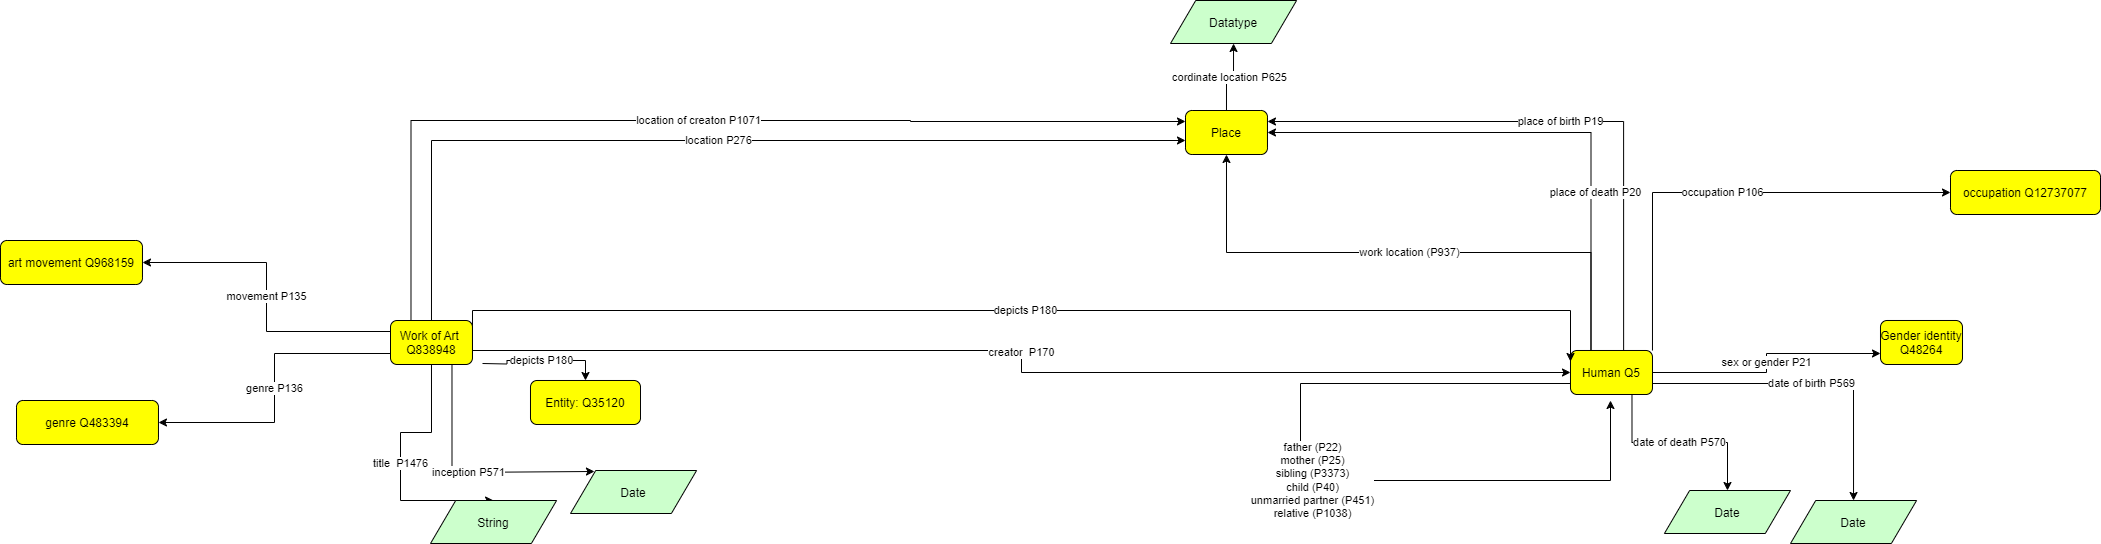 Datatype
cordinate location P625
location of creaton P1071
Place
place of birth P19
location P276
place of death P20
occupation P106
occupation Q12737077
work location (P937)
art movement Q968159
movement P135
depicts P180
Work of Art
Q838948
creator  P170
depicts P180
Gender identity
Q48264
sex or gender P21
Human Q5
date of birth P569
genre P136
Entity: Q35120
genre Q483394
date of death P570
father (P22)
mother (P25)
sibling (P3373)
child (P40)
unmarried partner (P451)
relative (P1038)
title  P1476
inception P571
Date
String
Date
Date